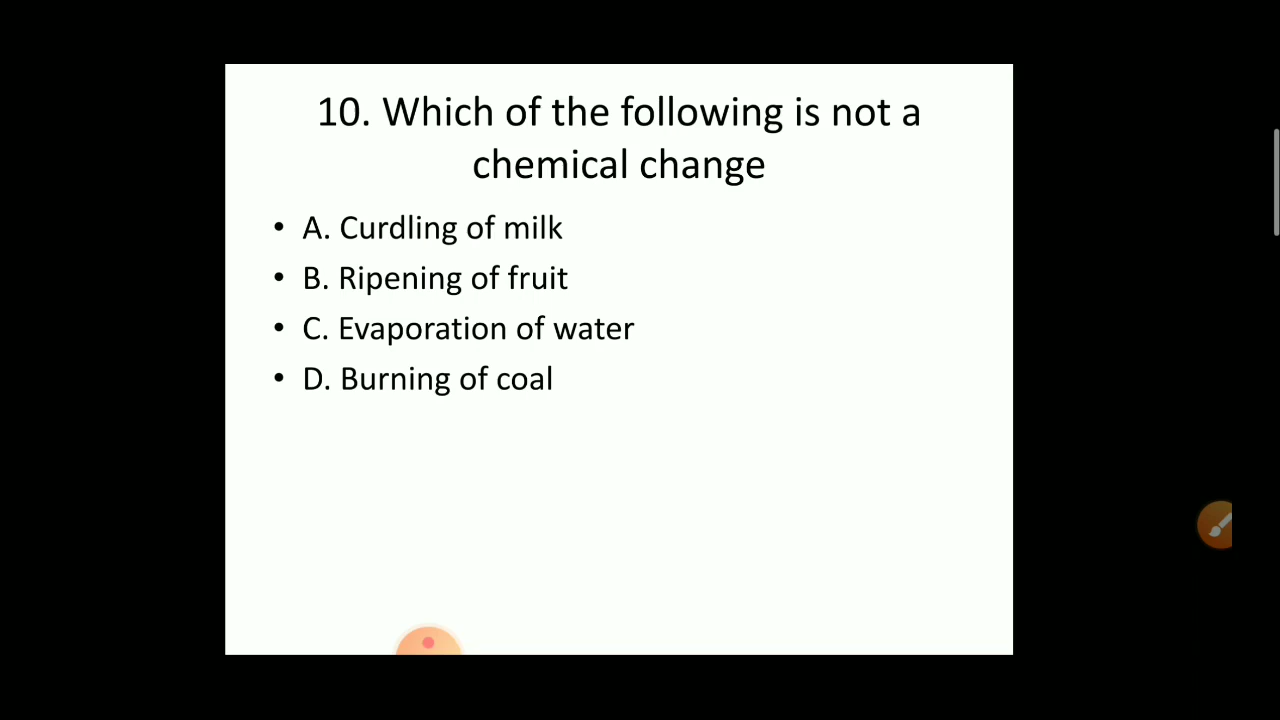 10. Which of the following is not a
chemical change
• A. Curdling of milk
• B. Ripening of fruit
• C. Evaporation of water
• D. Burning of coal